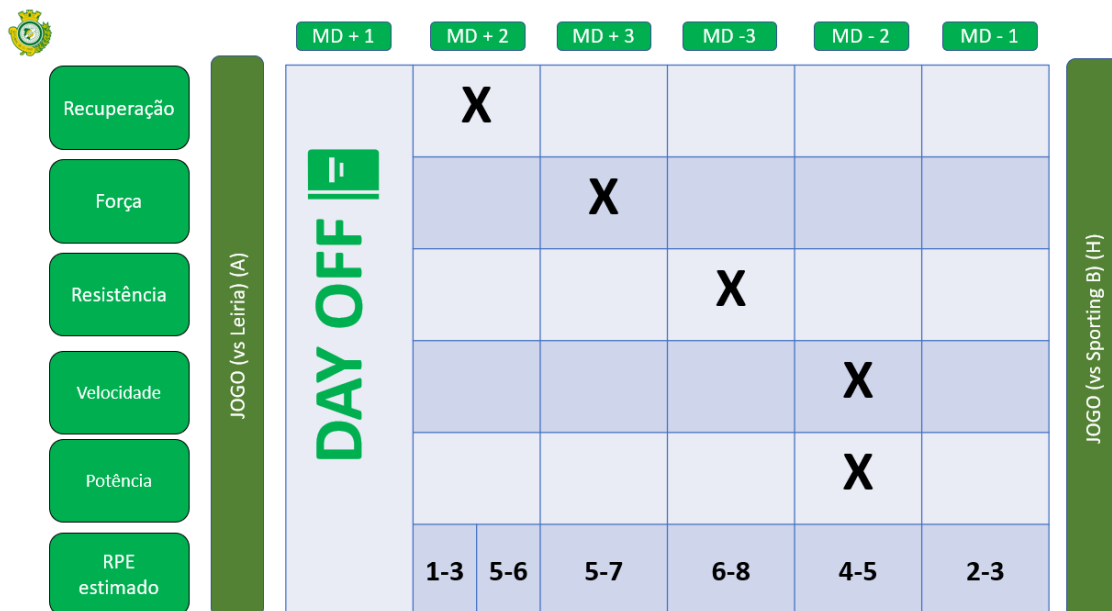 MD + 1 MD + 2 MD + 3 MD -3 MD - 2 MD - 1
JOGO (vs Leiria) (A)
DAY OFF
Recuperação X
Força X
Resistência X
Velocidade X
Potência X
RPE
estimado
1-3 5-6 5-7 6-8 4-5 2-3
JOGO (vs Sporting B) (H)